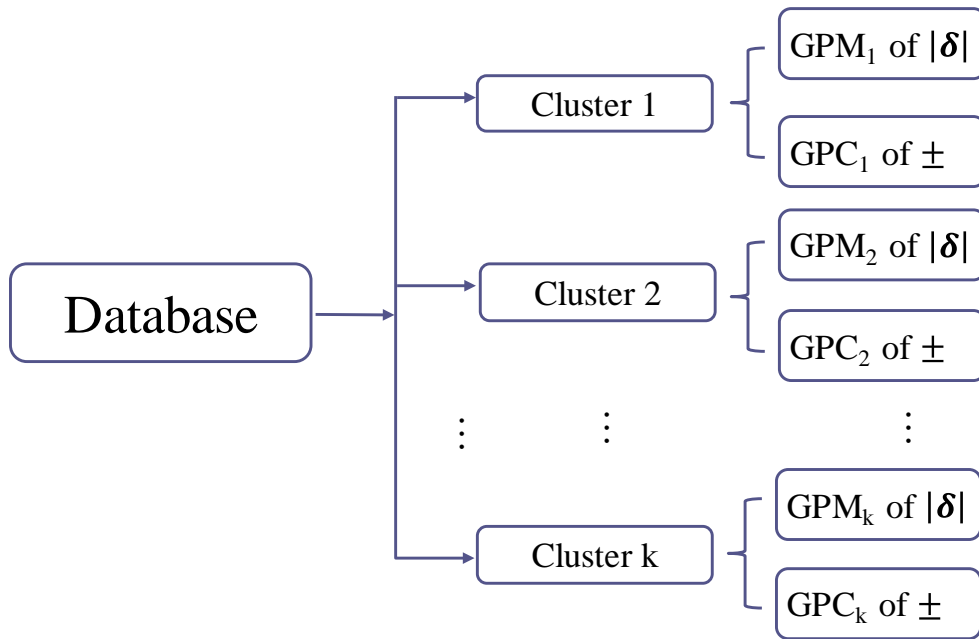 Database
Cluster 1
GPM₁ of |𝜹|
GPC₁ of ±
Cluster 2
GPM₂ of |𝜹|
GPC₂ of ±
⋮ ⋮ ⋮
Cluster k
GPMₖ of |𝜹|
GPCₖ of ±